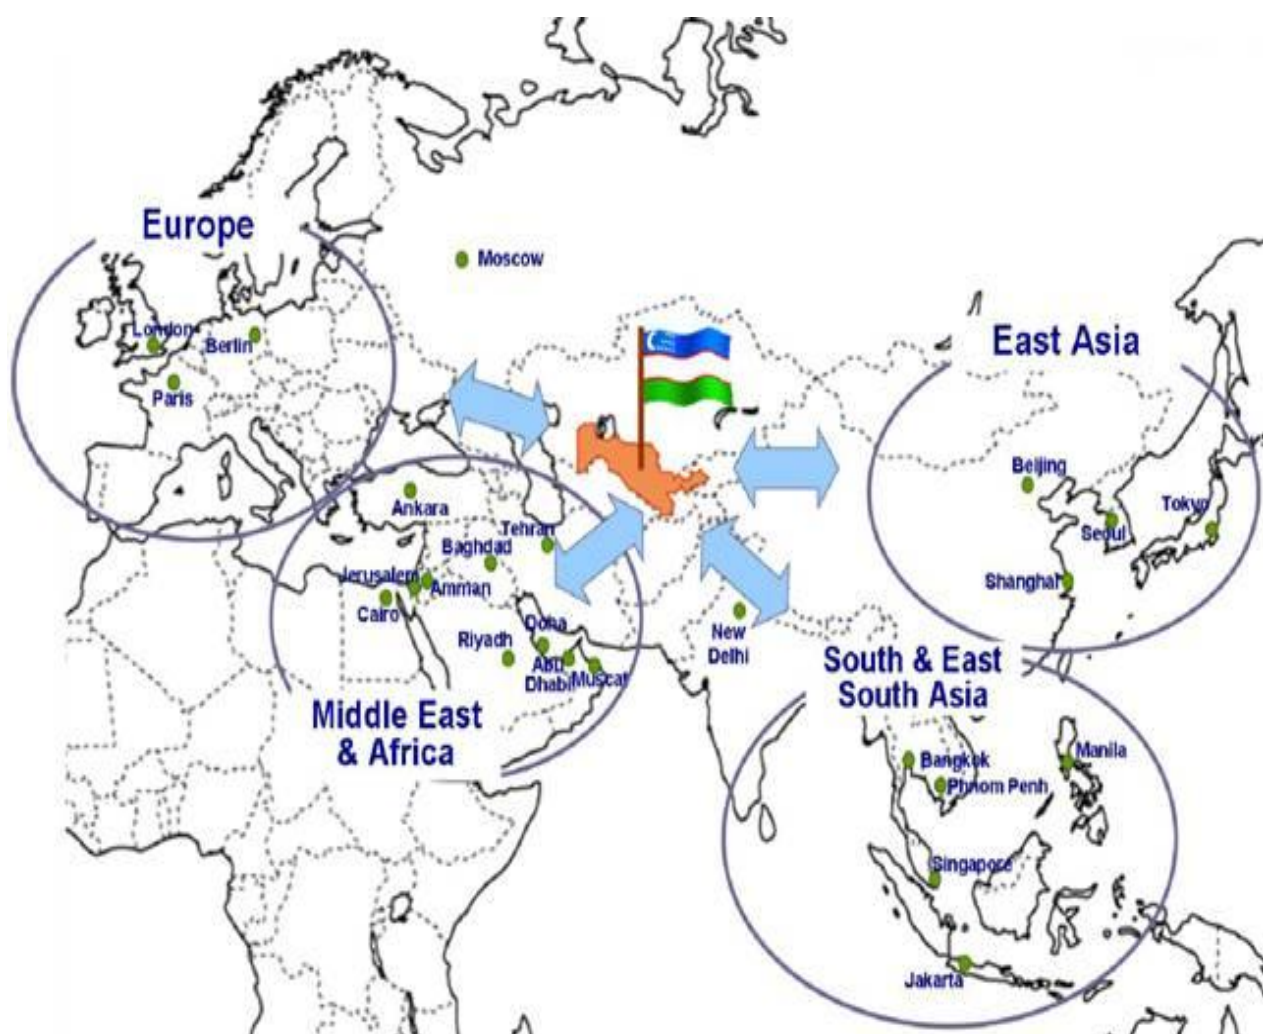 Europe
Moscow
London
Berlin
Paris
East Asia
Beijing
Tokyo
Seoul
Shanghai
Ankara
Tehran
Baghdad
Jerusalem
Amman
Cairo
Doha
Riyadh
Abu
Dhabi
Muscat
New
Delhi
Middle East
& Africa
South & East
South Asia
Bangkok
Manila
Phnom Penh
Singapore
Jakarta